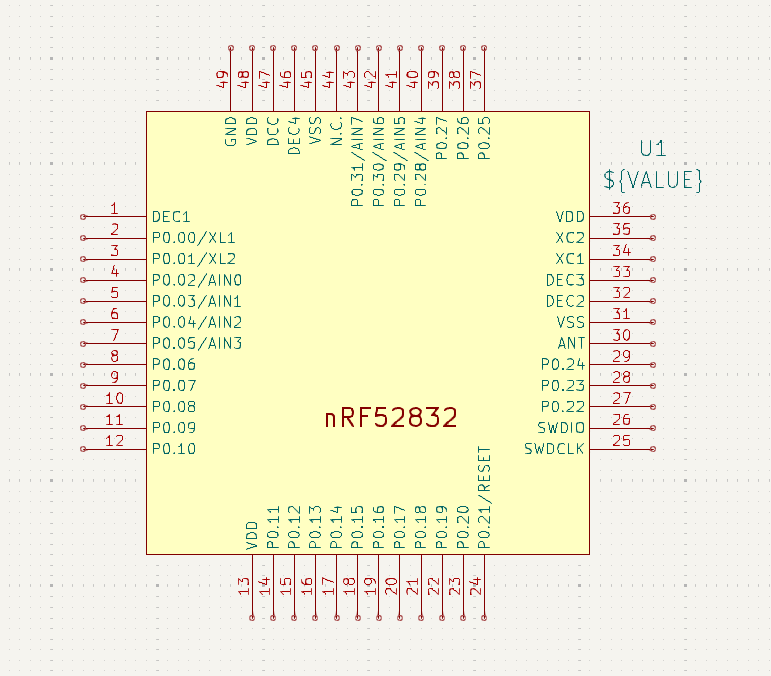 49 48 47 46 45 44 43 42 41 40 39 38 37
GND VDD DCC DEC4 VSS N.C. P0.31/AIN7 P0.30/AIN6 P0.29/AIN5 P0.28/AIN4 P0.27 P0.26 P0.25
U1
${VALUE}
1 DEC1 VDD 36
2 P0.00/XL1 XC2 35
3 P0.01/XL2 XC1 34
4 P0.02/AIN0 DEC3 33
5 P0.03/AIN1 DEC2 32
6 P0.04/AIN2 VSS 31
7 P0.05/AIN3 ANT 30
8 P0.06 P0.24 29
9 P0.07 P0.23 28
10 P0.08 P0.22 27
11 P0.09 SWDIO 26
12 P0.10 SWDCLK 25
nRF52832
VDD P0.11 P0.12 P0.13 P0.14 P0.15 P0.16 P0.17 P0.18 P0.19 P0.20 P0.21/RESET
13 14 15 16 17 18 19 20 21 22 23 24